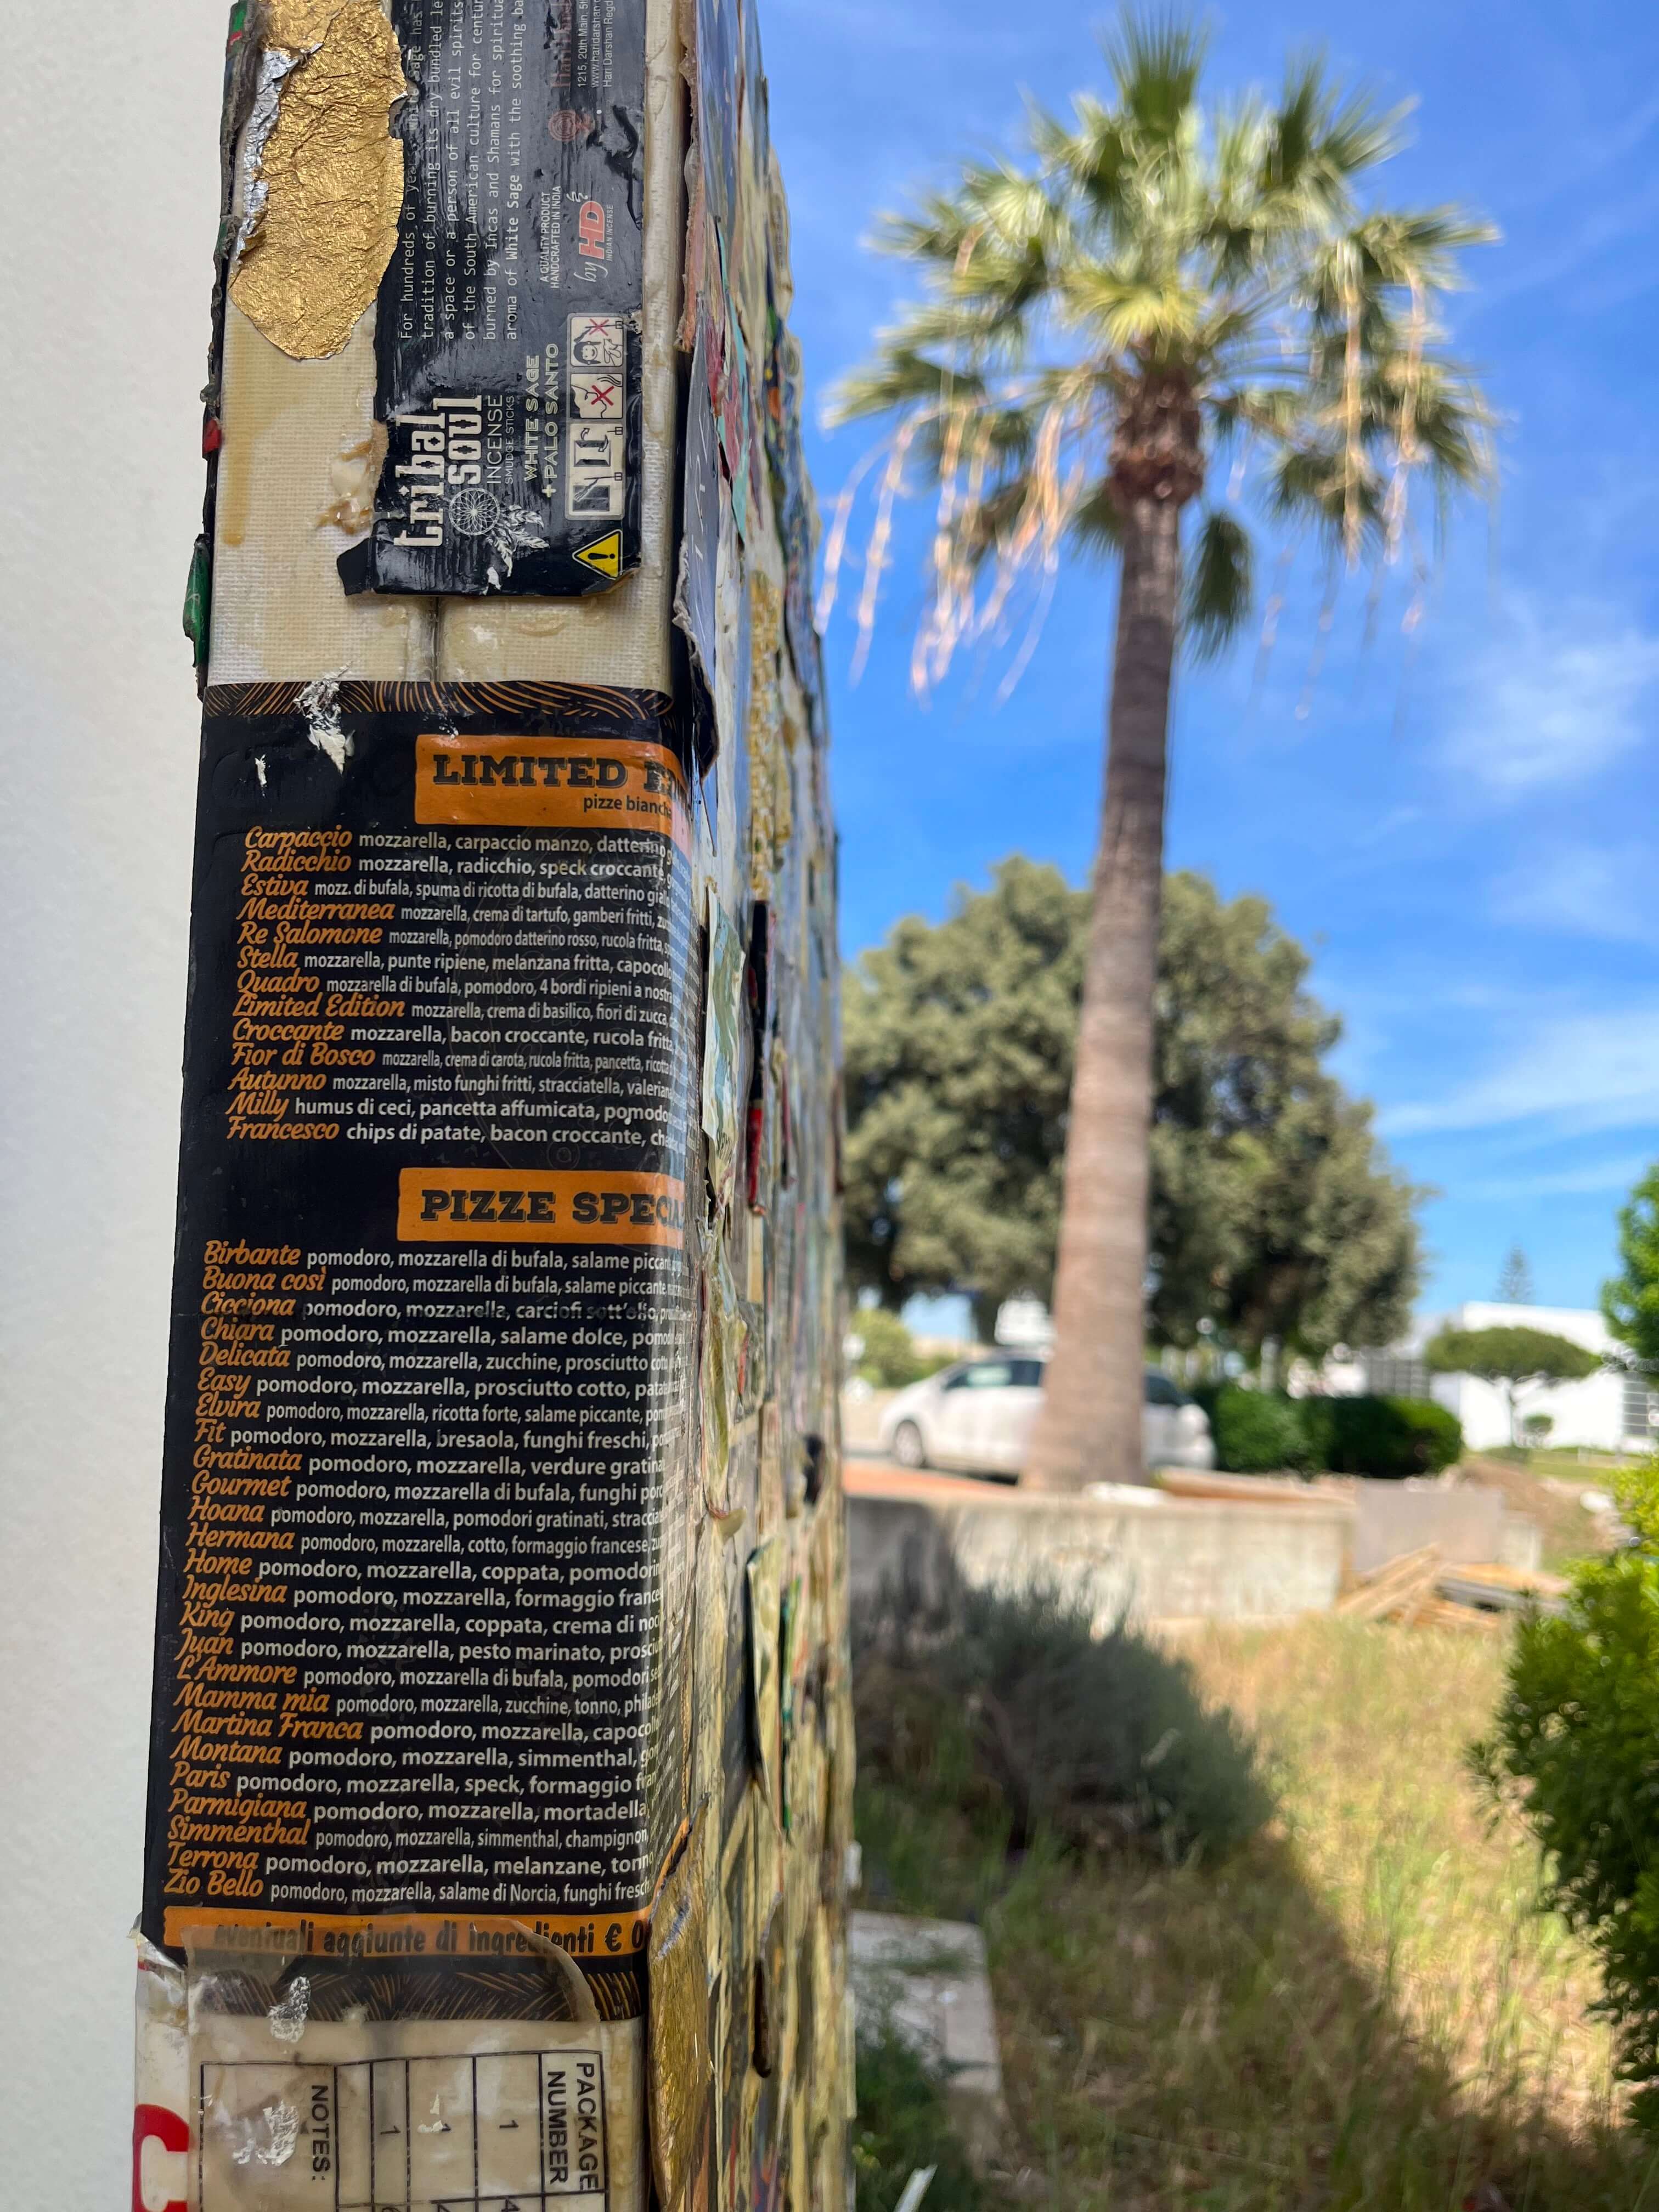 For hundreds of
tradition of burning its dry bundled
a space or a person of all evil spirits
of the South American culture for
burned by Incas and Shamans for
aroma of White Sage with the soothing
A QUALITY PRODUCT
HANDCRAFTED IN INDIA
by HD
INDIAN INCENSE
1215, 20th Main, 5th
Hari Darshan
tribal
soul
INCENSE
SMUDGE STICKS
WHITE SAGE
+ PALO SANTO
LIMITED
pizze
Carpaccio mozzarella, carpaccio manzo, datterino
Radicchio mozzarella, radicchio, speck croccante,
Estiva mozz. di bufala, spuma di ricotta di bufala, datterino giallo
Mediterranea mozzarella, crema di tartufo, gamberi fritti,
Re Salomone mozzarella, pomodoro datterino rosso, rucola fritta,
Stella mozzarella, punte ripiene, melanzana fritta, capocollo
Quadro mozzarella di bufala, pomodoro, 4 bordi ripieni a nostra
Limited Edition mozzarella, crema di basilico, fiori di zucca,
Croccante mozzarella, bacon croccante, rucola fritta,
Fior di Bosco mozzarella, crema di carota, rucola fritta, pancetta, ricotta
Autunno mozzarella, misto funghi fritti, stracciatella, valeriana
Milly humus di ceci, pancetta affumicata,
Francesco chips di patate, bacon croccante,
PIZZE
Birbante pomodoro, mozzarella di bufala, salame
Buona così pomodoro, mozzarella di bufala, salame piccante,
Cicciona pomodoro, mozzarella, carciofi sott'olio,
Chiara pomodoro, mozzarella, salame dolce,
Delicata pomodoro, mozzarella, zucchine, prosciutto
Easy pomodoro, mozzarella, prosciutto cotto,
Elvira pomodoro, mozzarella, ricotta forte, salame piccante,
Fit pomodoro, mozzarella, bresaola, funghi freschi,
Gratinata pomodoro, mozzarella, verdure
Gourmet pomodoro, mozzarella di bufala, funghi
Hoana pomodoro, mozzarella, pomodori gratinati,
Hermana pomodoro, mozzarella, cotto, formaggio francese,
Home pomodoro, mozzarella, coppata,
Inglesina pomodoro, mozzarella, formaggio
King pomodoro, mozzarella, coppata, crema di
Juan pomodoro, mozzarella, pesto marinato,
L'Ammore pomodoro, mozzarella di bufala, pomodori
Mamma mia pomodoro, mozzarella, zucchine, tonno,
Martina Franca pomodoro, mozzarella,
Montana pomodoro, mozzarella, simmenthal,
Paris pomodoro, mozzarella, speck, formaggio
Parmigiana pomodoro, mozzarella, mortadella
Simmenthal pomodoro, mozzarella, simmenthal,
Terrona pomodoro, mozzarella, melanzane,
Zio Bello pomodoro, mozzarella, salame di Norcia, funghi
eventuali aggiunte di ingredienti € 0
PACKAGE
NUMBER
1
1
1
NOTES: